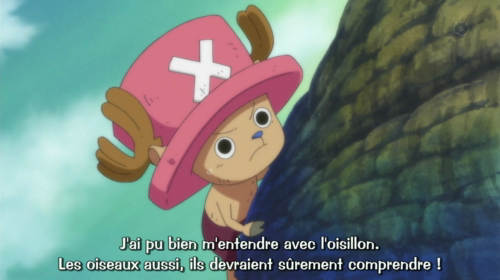 J'ai pu bien m'entendre avec l'oisillon.
Les oiseaux aussi, ils devraient sûrement comprendre !